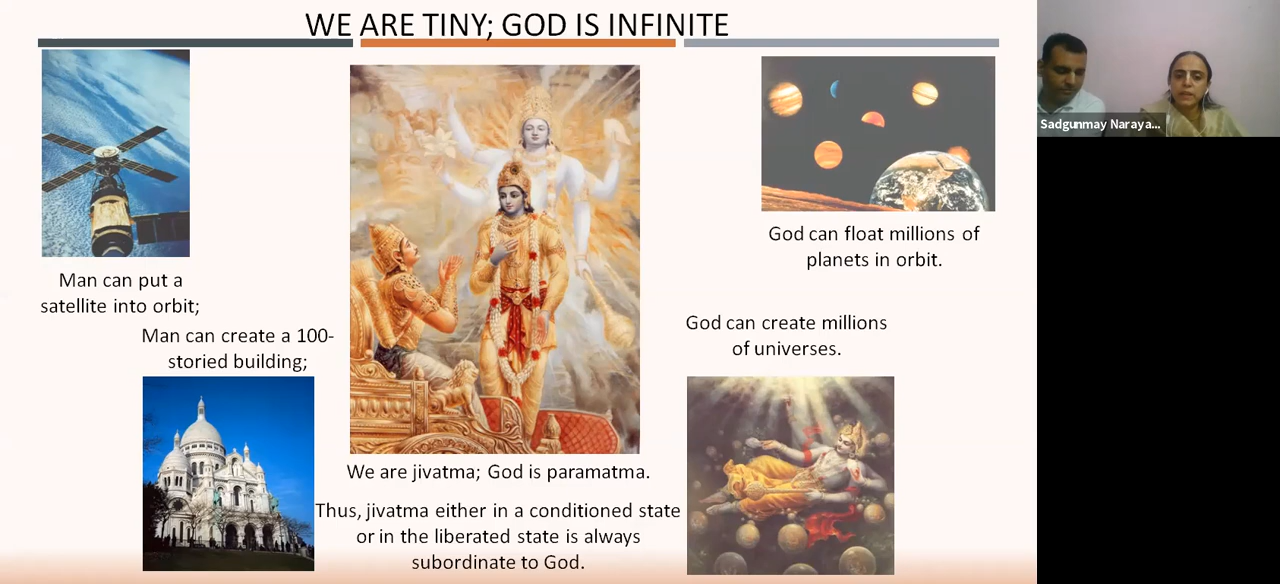 WE ARE TINY; GOD IS INFINITE
Man can put a
satellite into orbit;
Man can create a 100-
storied building;
We are jivatma; God is paramatma.
Thus, jivatma either in a conditioned state
or in the liberated state is always
subordinate to God.
God can float millions of
planets in orbit.
God can create millions
of universes.
Sadgunmay Naraya...